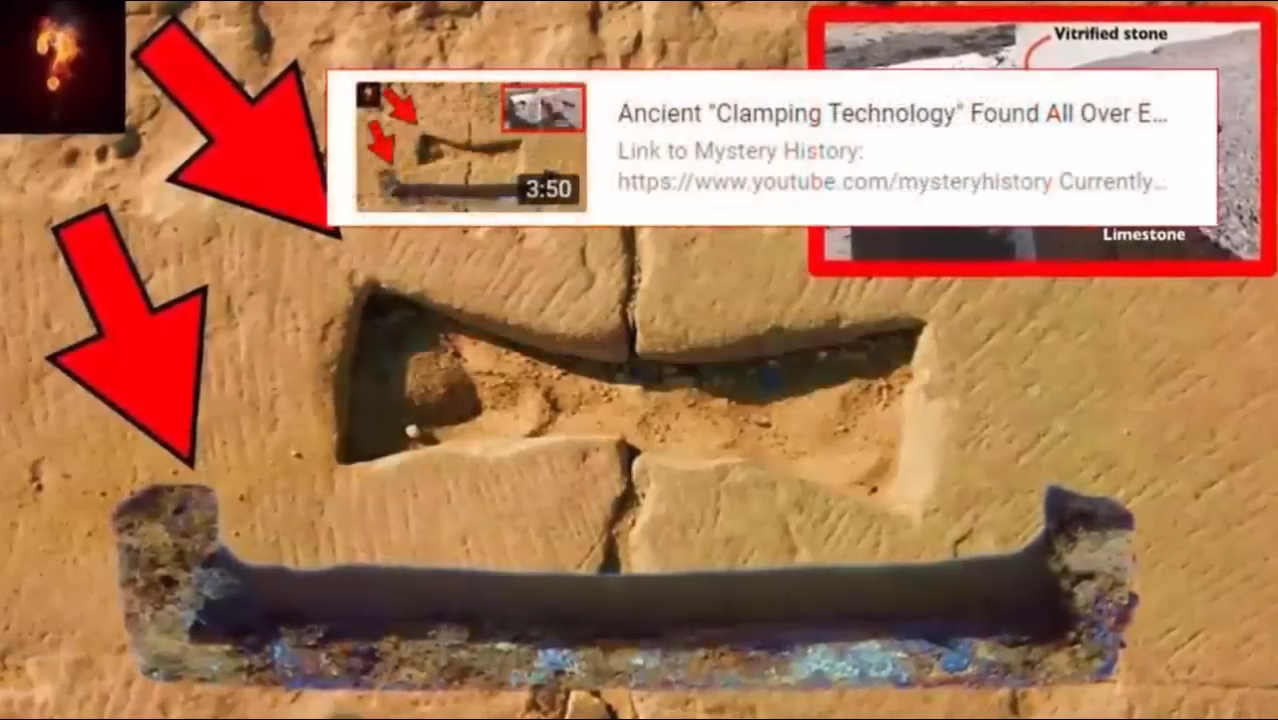 Vitrified stone
Ancient "Clamping Technology" Found All Over E...
Link to Mystery History:
https://www.youtube.com/mysteryhistory Currently...
3:50
Limestone
?